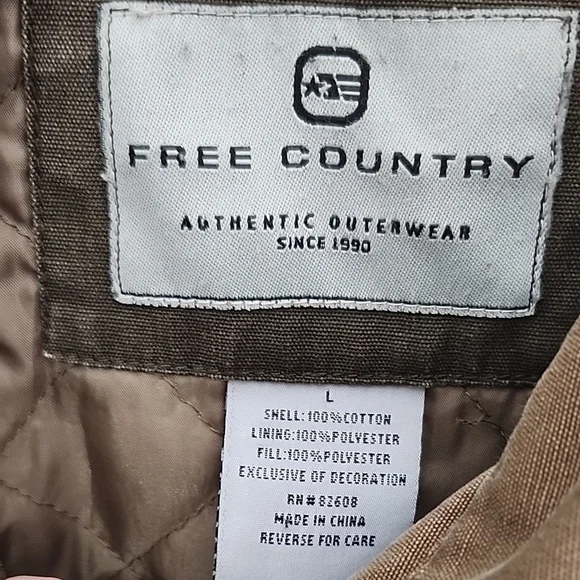 FREE COUNTRY
AUTHENTIC OUTERWEAR
SINCE 1990
L
SHELL:100%COTTON
LINING:100%POLYESTER
FILL:100%POLYESTER
EXCLUSIVE OF DECORATION
RN#82608
MADE IN CHINA
REVERSE FOR CARE